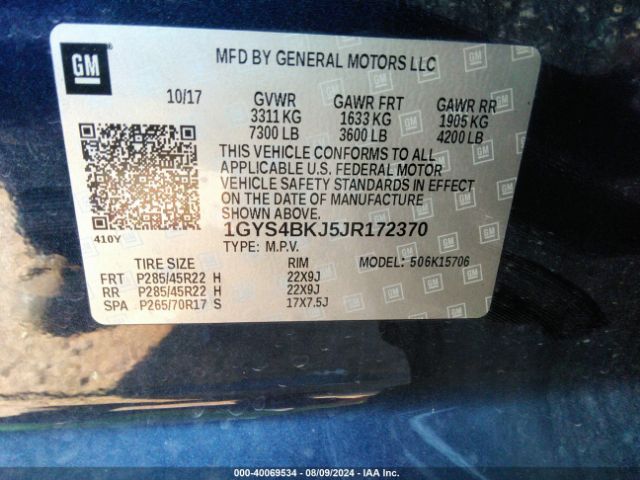 GM
MFD BY GENERAL MOTORS LLC
10/17 GVWR GAWR FRT GAWR RR
3311 KG 1633 KG 1905 KG
7300 LB 3600 LB 4200 LB
THIS VEHICLE CONFORMS TO ALL
APPLICABLE U.S. FEDERAL MOTOR
VEHICLE SAFETY STANDARDS IN EFFECT
ON THE DATE OF MANUFACTURE
SHOWN ABOVE.
410Y
1GYS4BKJ5JR172370
TYPE: M.P.V.
TIRE SIZE RIM MODEL: 506K15706
FRT P285/45R22 H 22X9J
RR P285/45R22 H 22X9J
SPA P265/70R17 S 17X7.5J
000-40069534 - 08/09/2024 - IAA Inc.